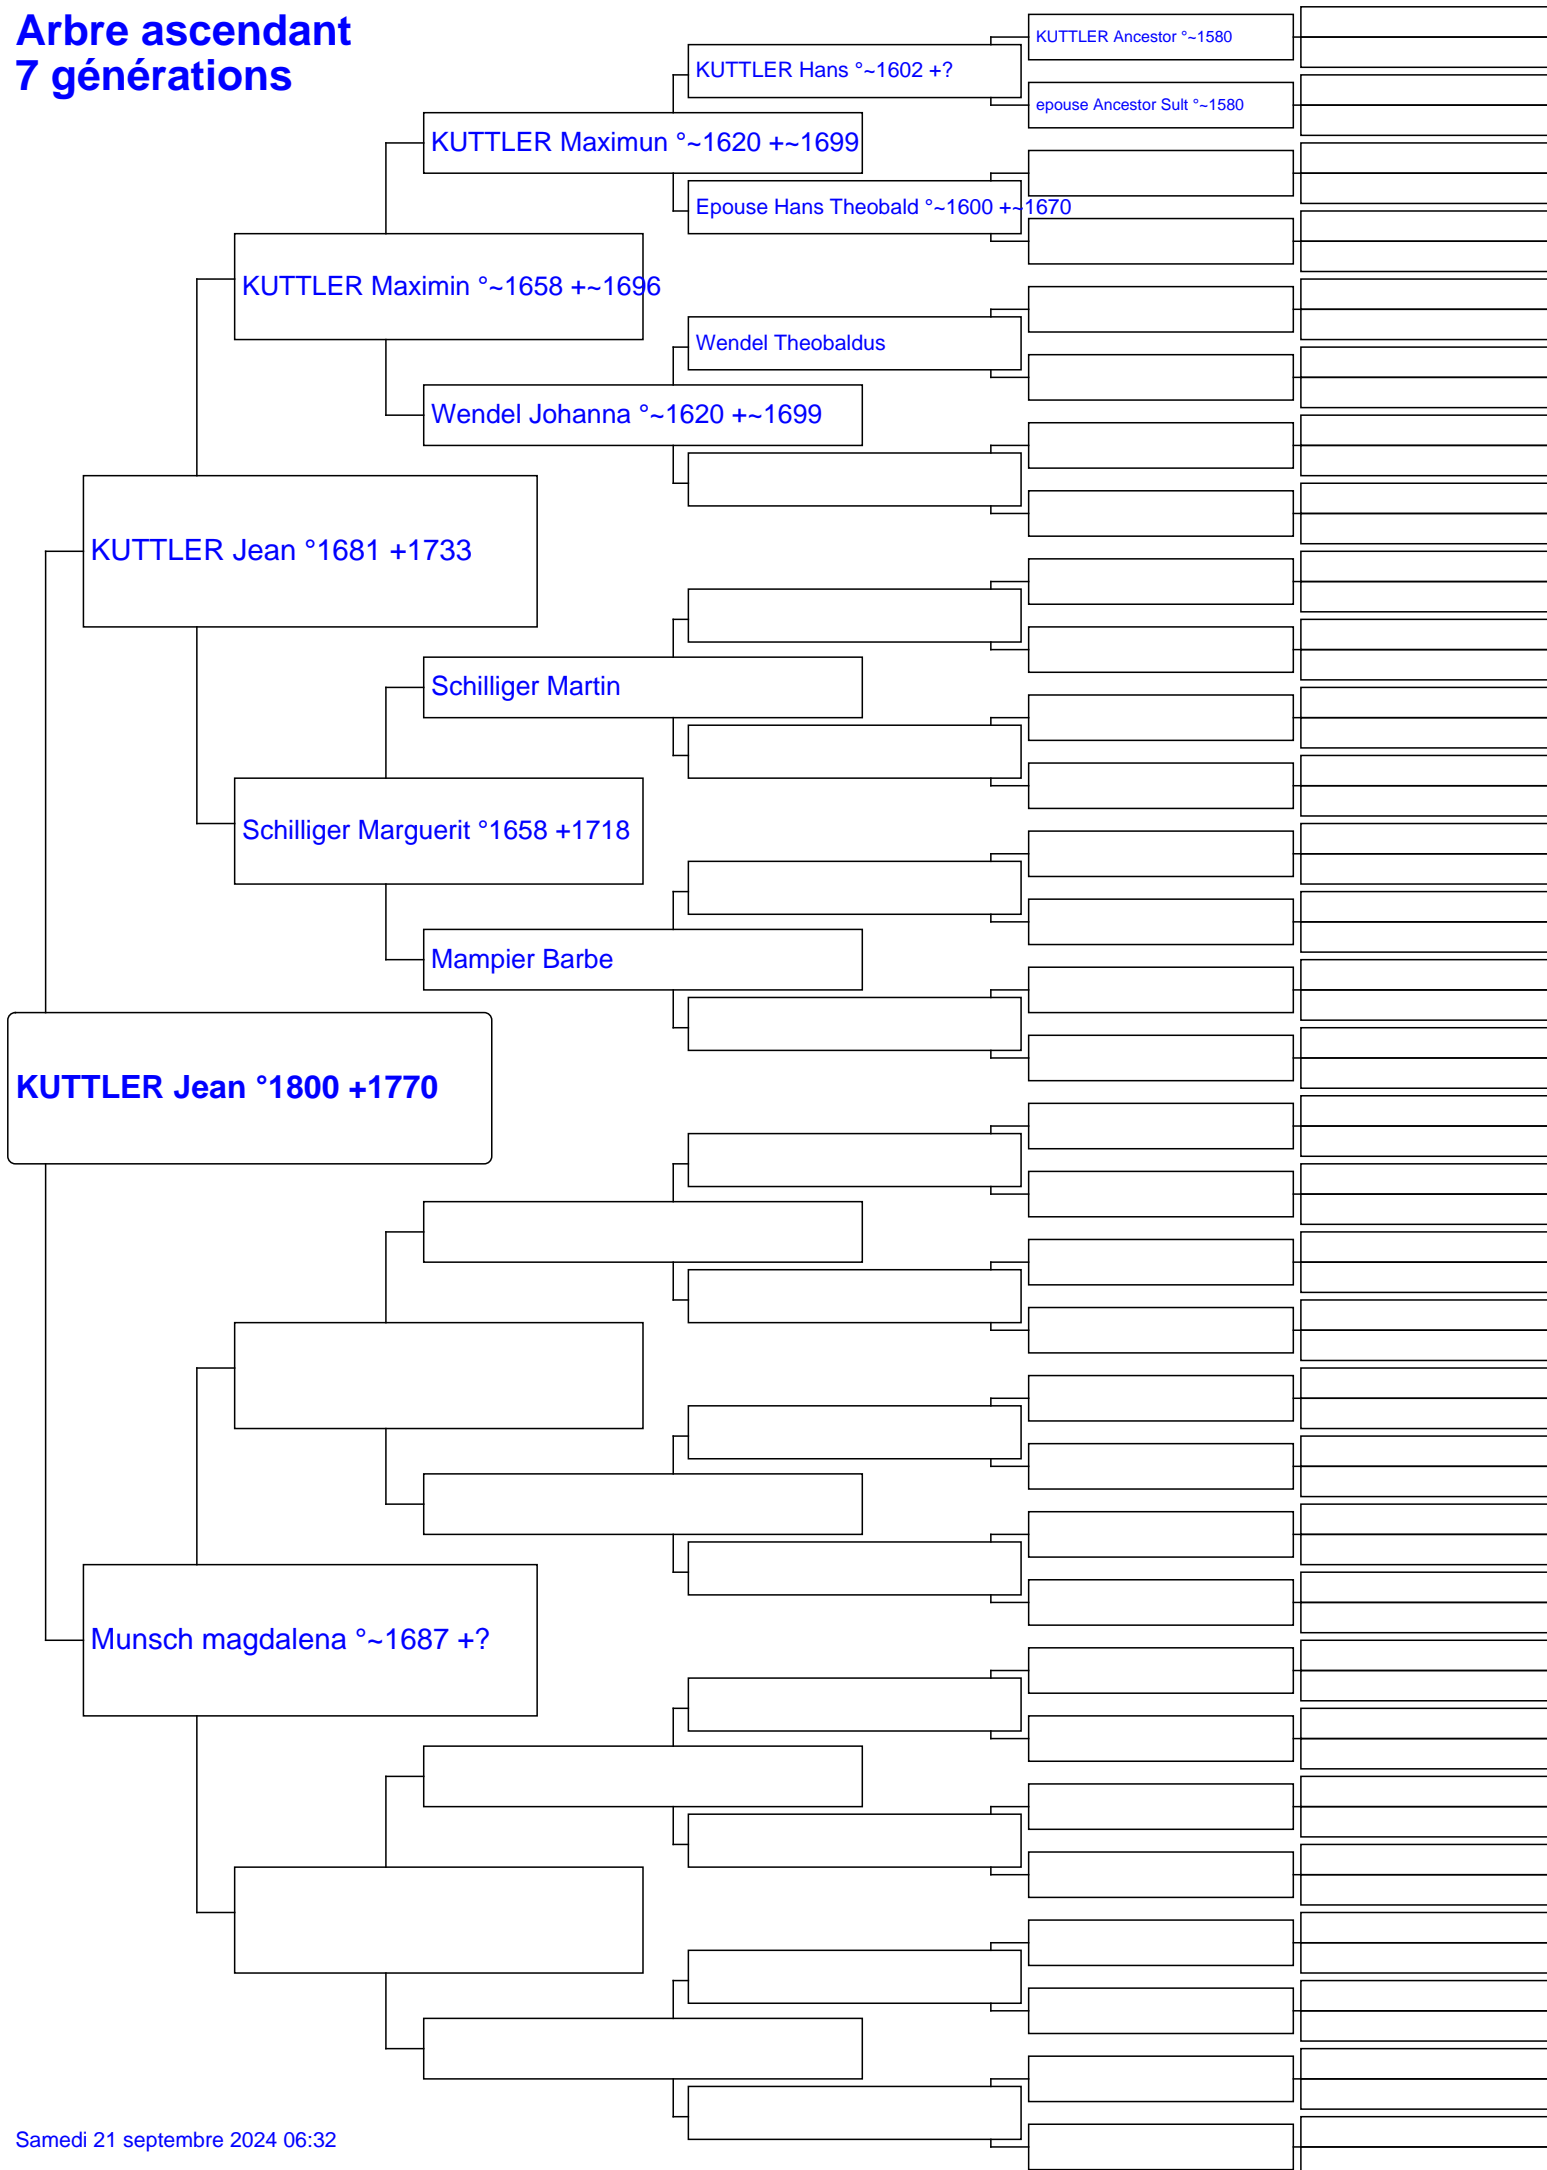 Arbre ascendant
7 générations
KUTTLER Ancestor °~1580
KUTTLER Hans °~1602 +?
epouse Ancestor Sult °~1580
KUTTLER Maximun °~1620 +~1699
Epouse Hans Theobald °~1600 +~1670
KUTTLER Maximin °~1658 +~1696
Wendel Theobaldus
Wendel Johanna °~1620 +~1699
KUTTLER Jean °1681 +1733
Schilliger Martin
Schilliger Marguerit °1658 +1718
Mampier Barbe
KUTTLER Jean °1800 +1770
Munsch magdalena °~1687 +?
Samedi 21 septembre 2024 06:32